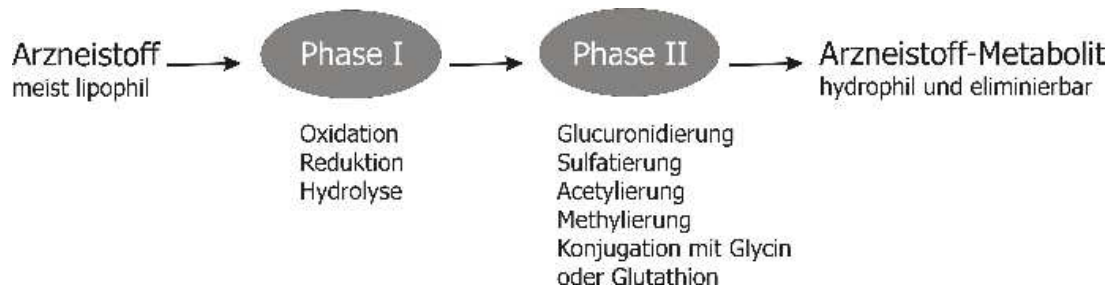 Arzneistoff
meist lipophil
Phase I
Oxidation
Reduktion
Hydrolyse
Phase II
Glucuronidierung
Sulfatierung
Acetylierung
Methylierung
Konjugation mit Glycin
oder Glutathion
Arzneistoff-Metabolit
hydrophil und eliminierbar